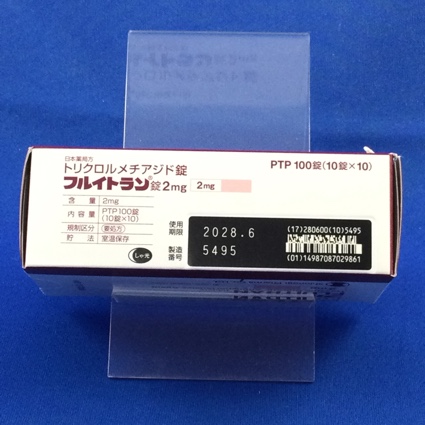 日本薬局方
トリクロルメチアジド錠
フルイトラン®錠2mg 2mg
PTP 100錠(10錠×10)
含量 2mg
内容量 PTP100錠
(10錠×10)
規制区分 要処方
貯法 室温保存
しゃ光
使用
期限 2028.6
製造
番号 5495
(17)280600(10)5495
(01)14987087029861